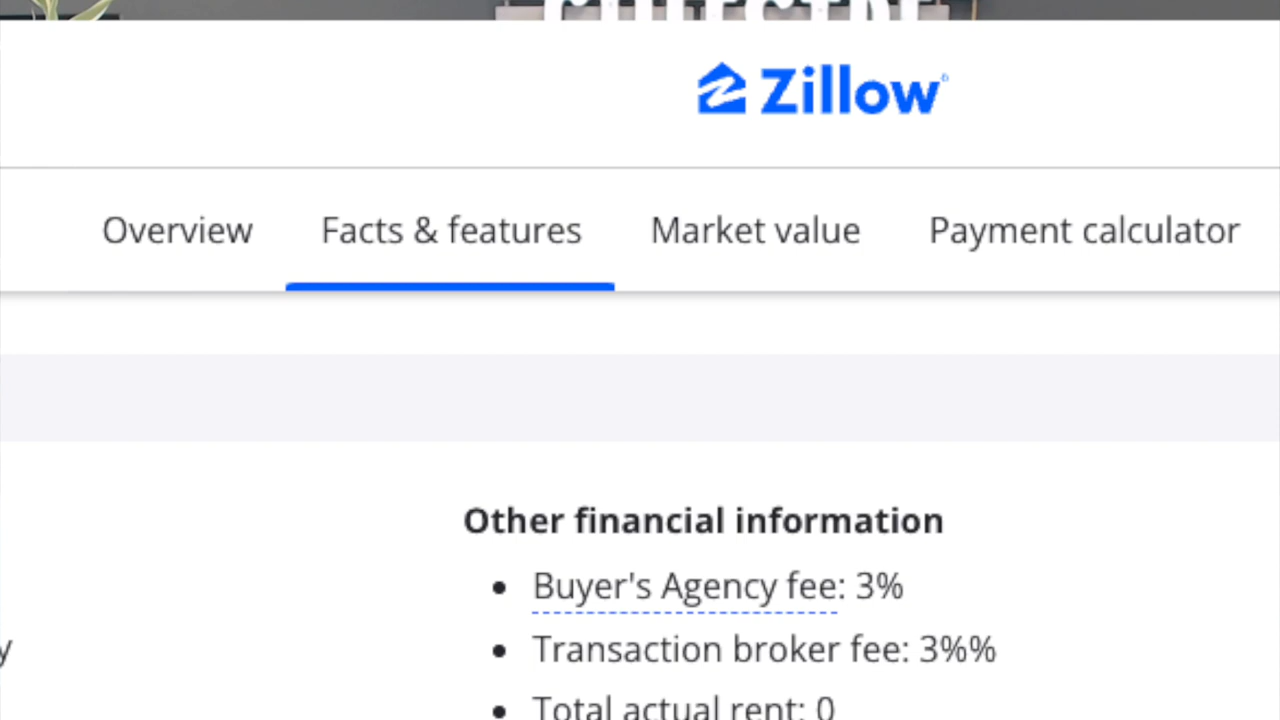 Zillow
Overview Facts & features Market value Payment calculator
Other financial information
• Buyer's Agency fee: 3%
• Transaction broker fee: 3%%
y
• Total actual rent: 0